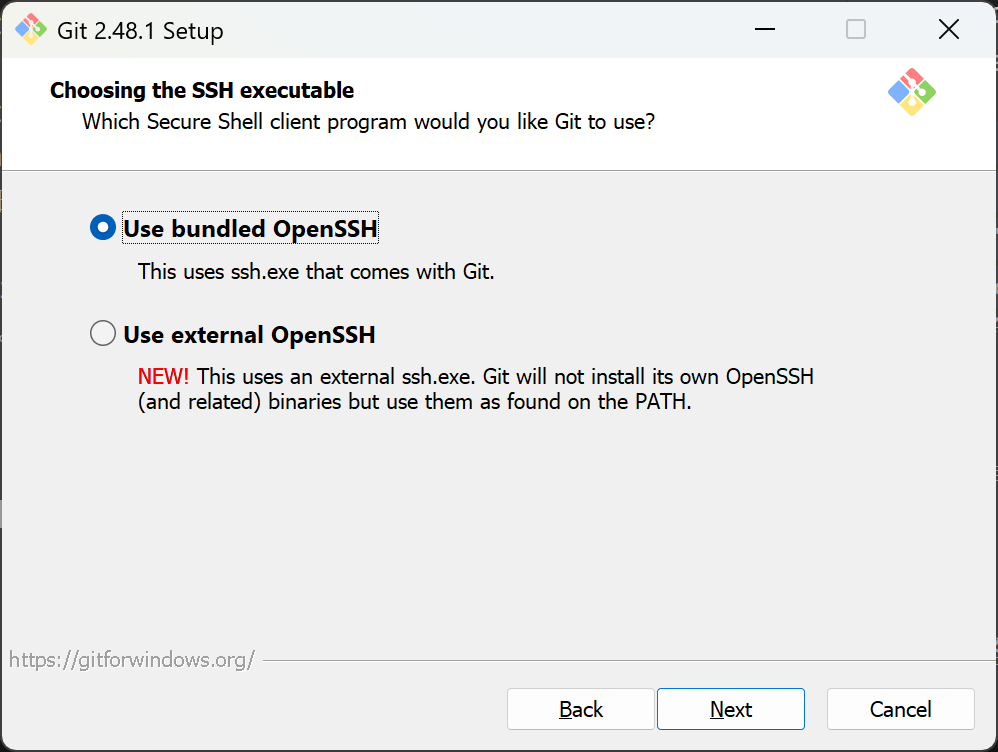 Git 2.48.1 Setup
Choosing the SSH executable
Which Secure Shell client program would you like Git to use?
Use bundled OpenSSH
This uses ssh.exe that comes with Git.
Use external OpenSSH
NEW! This uses an external ssh.exe. Git will not install its own OpenSSH
(and related) binaries but use them as found on the PATH.
https://gitforwindows.org/
Back Next Cancel